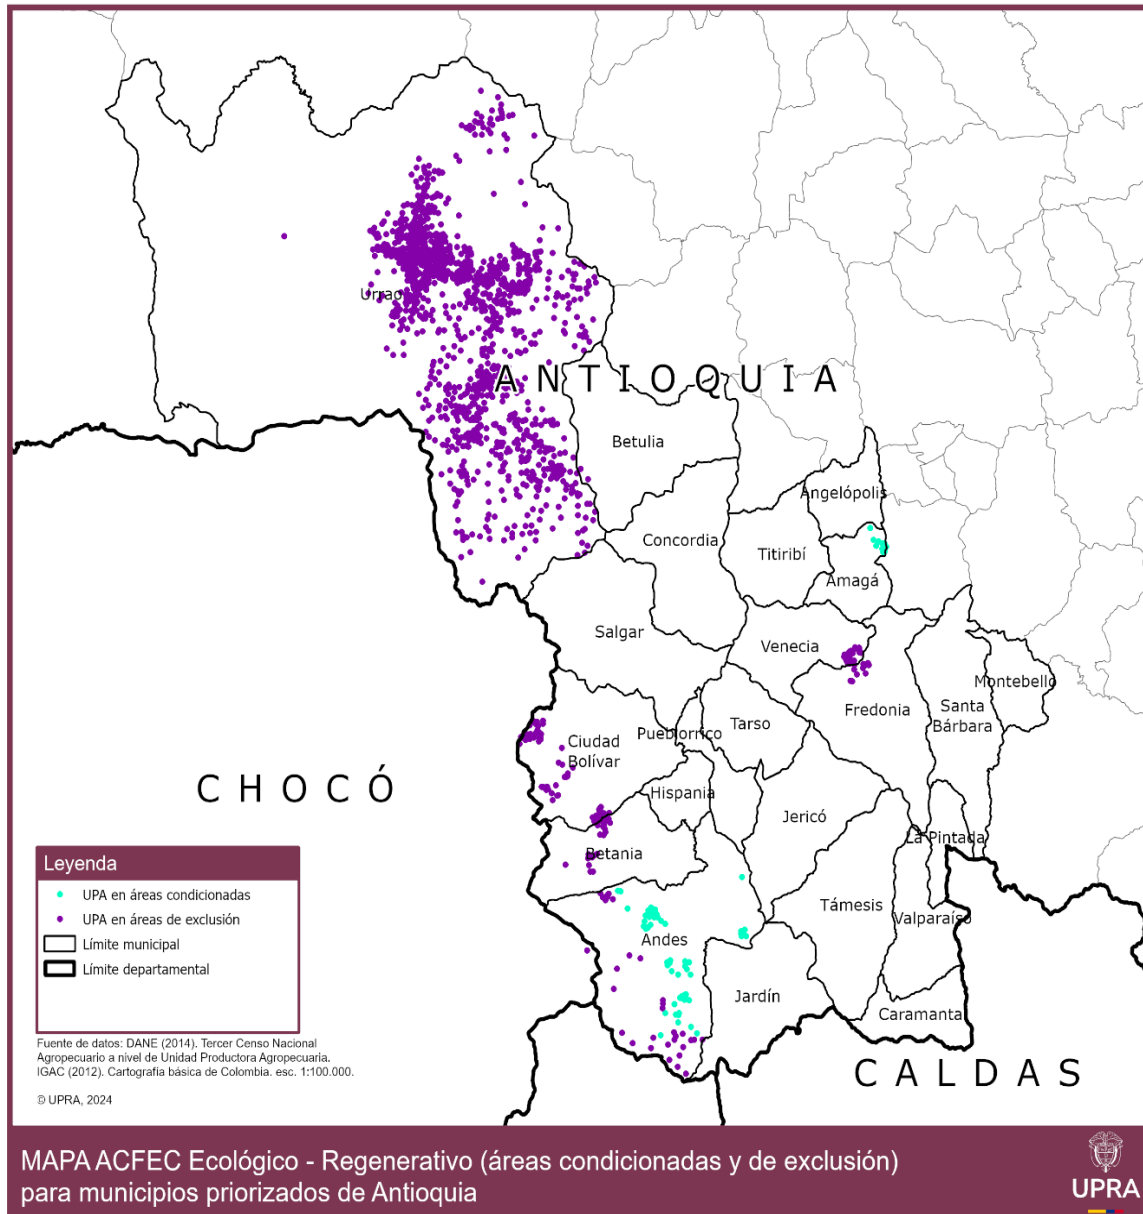 Urrao
ANTIOQUIA
Betulia
Angelópolis
Concordia
Titiribí
Amagá
Salgar
Venecia
Montebello
Fredonia
Santa
Bárbara
Ciudad
Bolívar
Pueblorrico
Tarso
CHOCÓ
Hispania
Jericó
La Pintada
Betania
Támesis
Valparaíso
Andes
Jardín
Caramanta
CALDAS
Leyenda
UPA en áreas condicionadas
UPA en áreas de exclusión
Límite municipal
Límite departamental
Fuente de datos: DANE (2014). Tercer Censo Nacional
Agropecuario a nivel de Unidad Productora Agropecuaria.
IGAC (2012). Cartografía básica de Colombia. esc. 1:100.000.
© UPRA, 2024
MAPA ACFEC Ecológico - Regenerativo (áreas condicionadas y de exclusión)
para municipios priorizados de Antioquia
UPRA